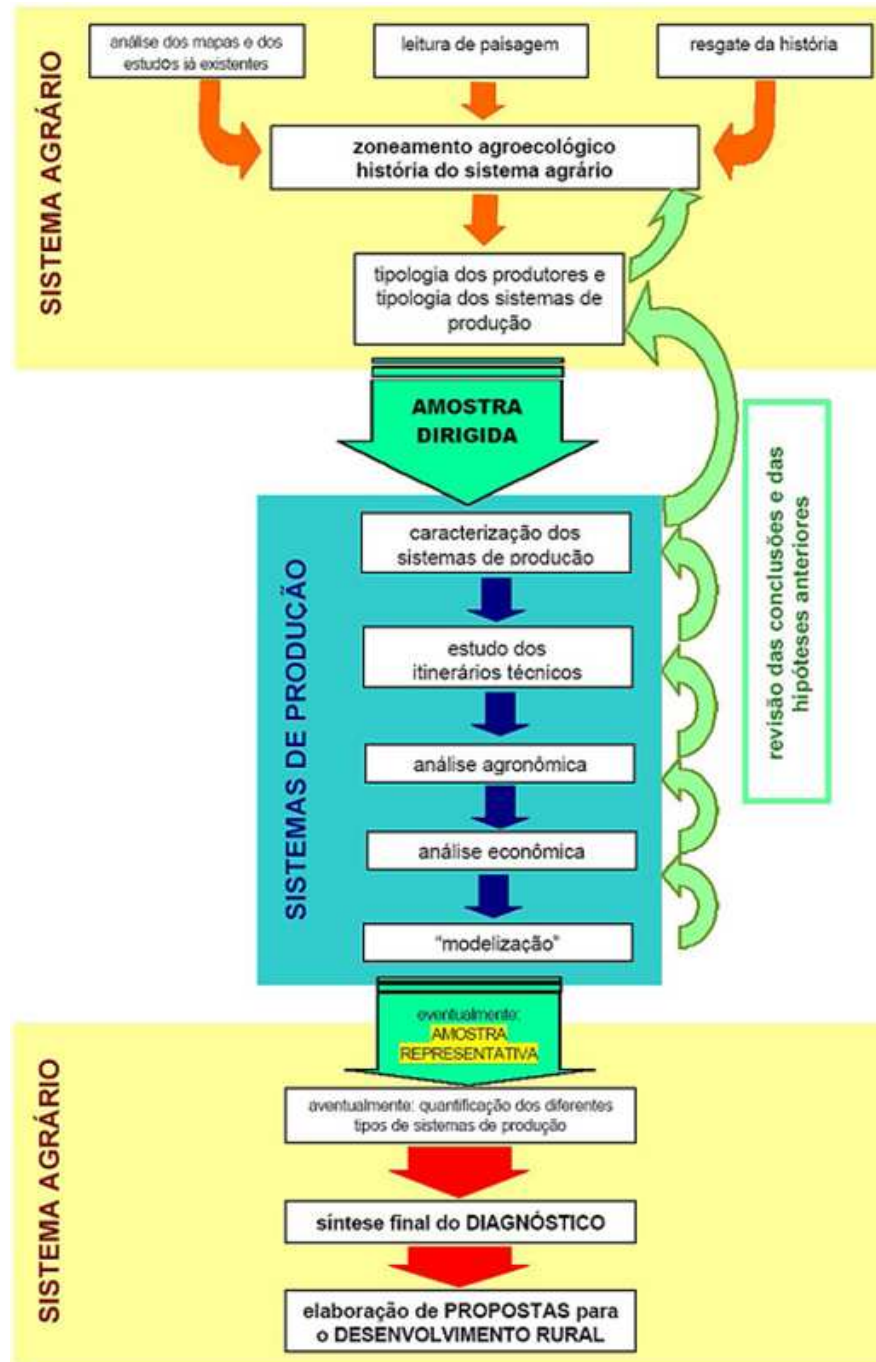 SISTEMA AGRÁRIO
análise dos mapas e dos
estudos iá existentes
leitura de paisagem
resgate da história
zoneamento agroecológico
história do sistema agrário
tipologia dos produtores e
tipologia dos sistemas de
produção
AMOSTRA
DIRIGIDA
SISTEMAS DE PRODUÇÃO
caracterização dos
sistemas de produção
estudo dos
itinerários técnicos
análise agronômica
análise econômica
"modelização"
revisão das conclusões e das
hipóteses anteriores
eventualmente:
AMOSTRA
REPRESENTATIVA
SISTEMA AGRÁRIO
aventualmente: quantificação dos diferentes
tipos de sistemas de produção
síntese final do DIAGNÓSTICO
elaboração de PROPOSTAS para
o DESENVOLVIMENTO RURAL